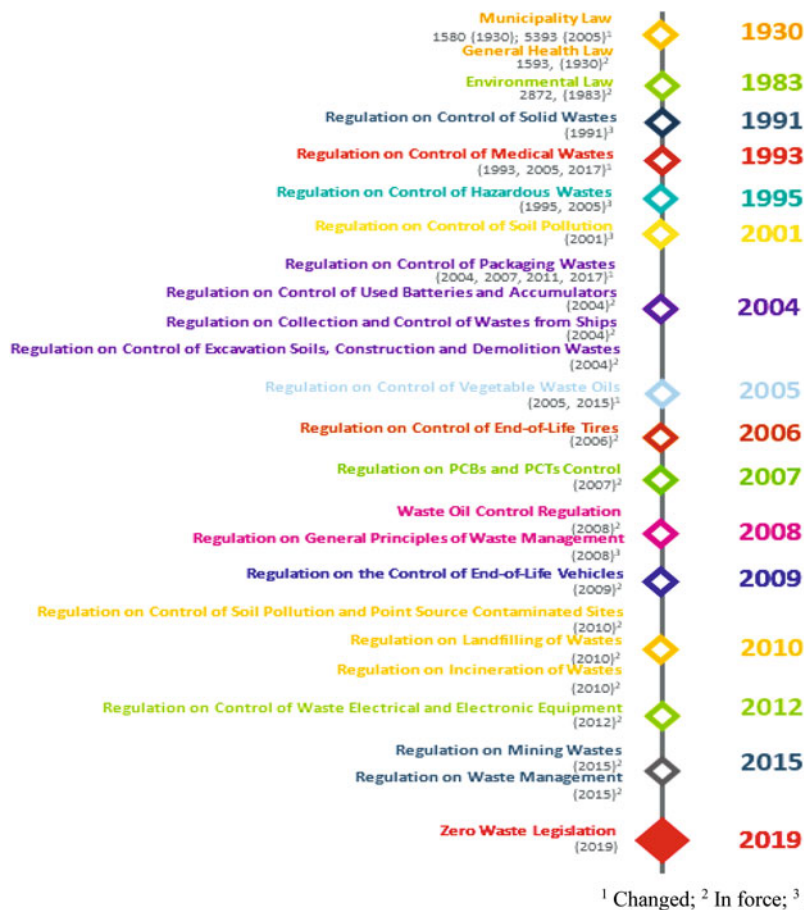 Municipality Law
1580 (1930); 5393 (2005)¹
1930
General Health Law
1593, (1930)²
Environmental Law
2872, (1983)²
1983
Regulation on Control of Solid Wastes
(1991)³
1991
Regulation on Control of Medical Wastes
(1993, 2005, 2017)¹
1993
Regulation on Control of Hazardous Wastes
(1995, 2005)³
1995
Regulation on Control of Soil Pollution
(2001)³
2001
Regulation on Control of Packaging Wastes
(2004, 2007, 2011, 2017)¹
Regulation on Control of Used Batteries and Accumulators
(2004)²
2004
Regulation on Collection and Control of Wastes from Ships
(2004)²
Regulation on Control of Excavation Soils, Construction and Demolition Wastes
(2004)²
Regulation on Control of Vegetable Waste Oils
(2005, 2015)¹
2005
Regulation on Control of End-of-Life Tires
(2006)²
2006
Regulation on PCBs and PCTs Control
(2007)²
2007
Waste Oil Control Regulation
(2008)²
2008
Regulation on General Principles of Waste Management
(2008)³
Regulation on the Control of End-of-Life Vehicles
(2009)²
2009
Regulation on Control of Soil Pollution and Point Source Contaminated Sites
(2010)²
Regulation on Landfilling of Wastes
(2010)²
2010
Regulation on Incineration of Wastes
(2010)²
Regulation on Control of Waste Electrical and Electronic Equipment
(2012)²
2012
Regulation on Mining Wastes
(2015)²
2015
Regulation on Waste Management
(2015)²
Zero Waste Legislation
(2019)
2019
¹ Changed; ² In force; ³